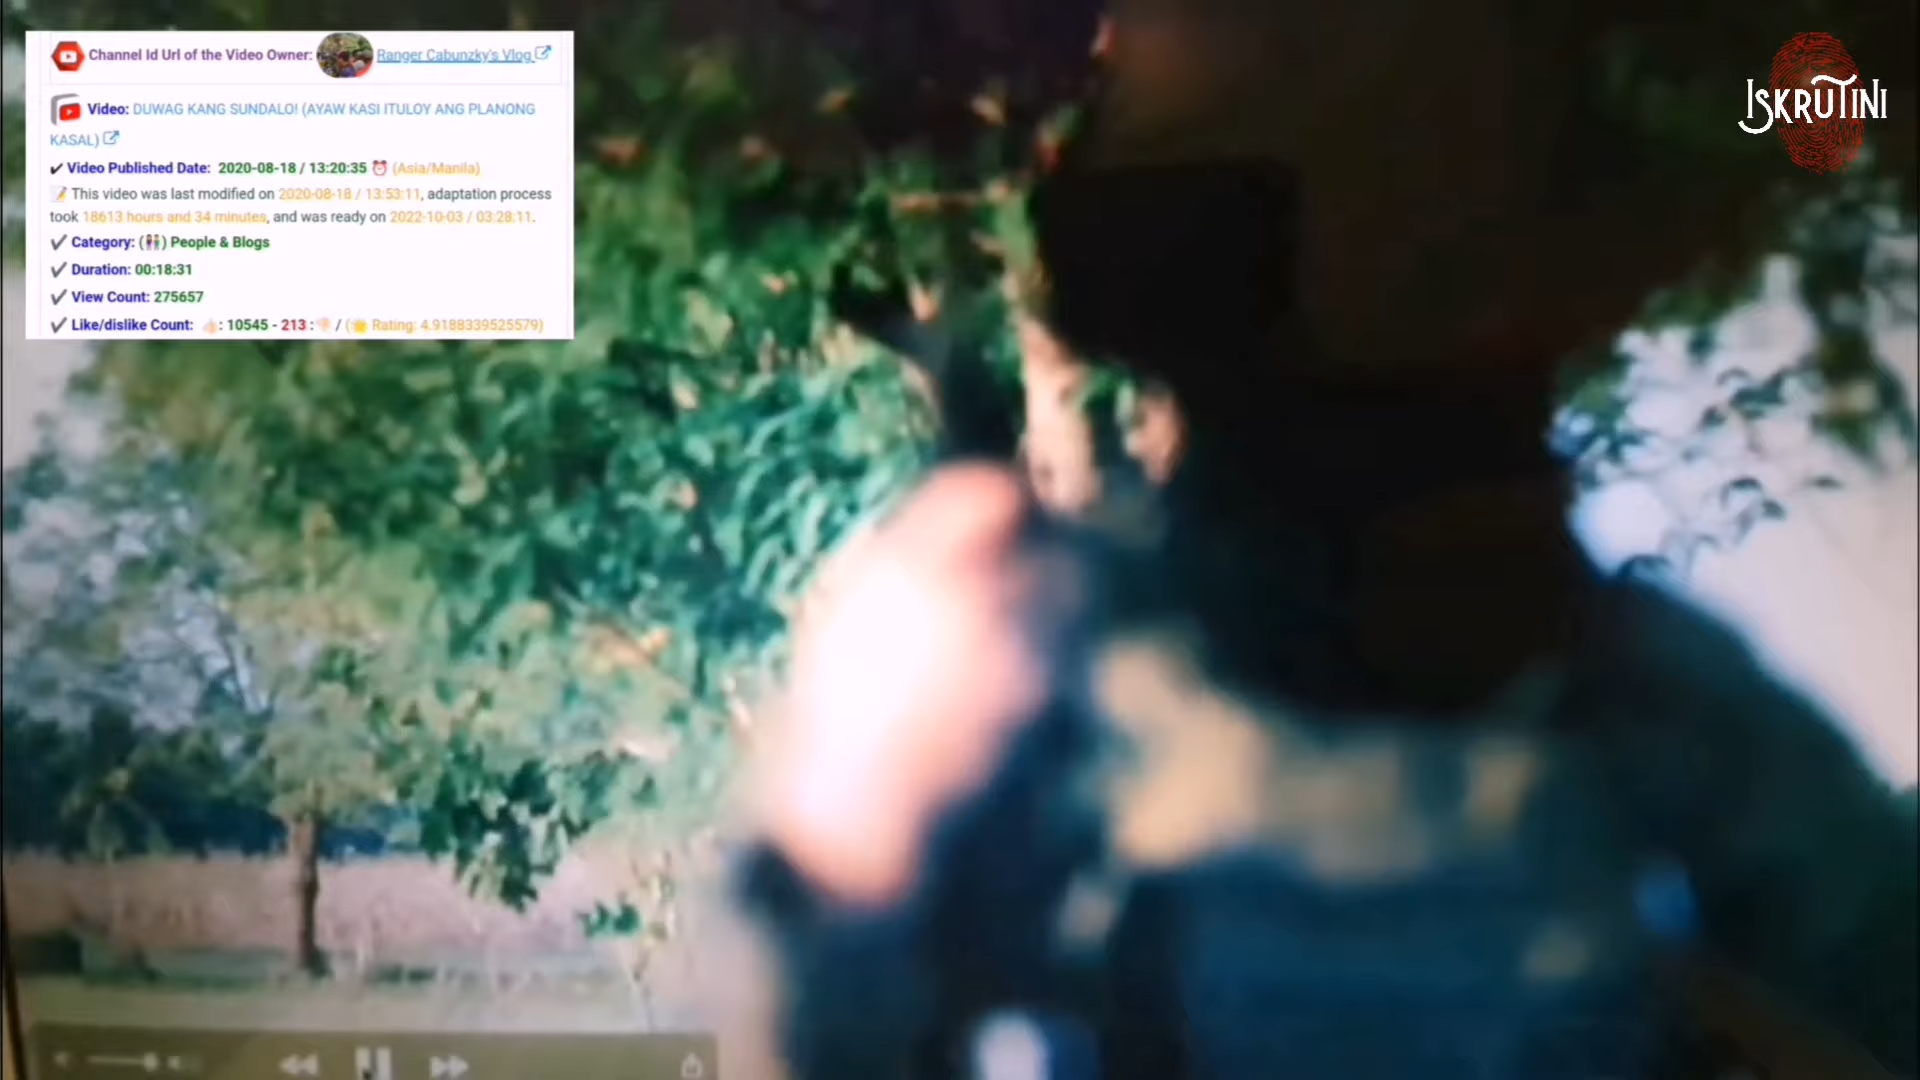 Channel Id Url of the Video Owner: Ranger Cabunzky's Vlog
Video: DUWAG KANG SUNDALO! (AYAW KASI ITULOY ANG PLANONG
KASAL)
✔ Video Published Date: 2020-08-18 / 13:20:35 ⏰ (Asia/Manila)
📝 This video was last modified on 2020-08-18 / 13:53:11, adaptation process
took 18613 hours and 34 minutes, and was ready on 2022-10-03 / 03:28:11.
✔ Category: (👫) People & Blogs
✔ Duration: 00:18:31
✔ View Count: 275657
✔ Like/dislike Count: 👍: 10545 - 213 :👎 / (🌟 Rating: 4.9188339525579)
ISKRUTINI